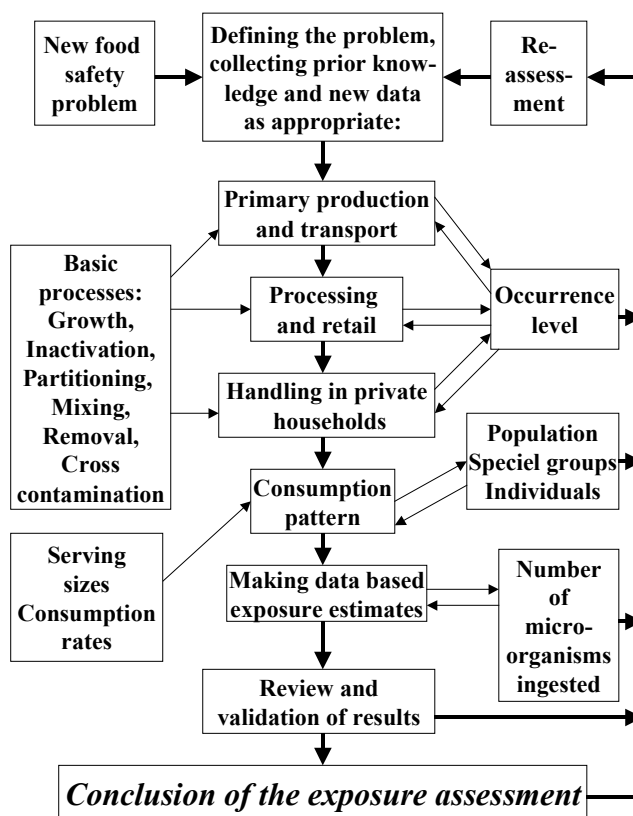 New food
safety
problem
Defining the problem,
collecting prior know-
ledge and new data
as appropriate:
Re-
assess-
ment
Primary production
and transport
Basic
processes:
Growth,
Inactivation,
Partitioning,
Mixing,
Removal,
Cross
contamination
Processing
and retail
Occurrence
level
Handling in private
households
Population
Speciel groups
Individuals
Consumption
pattern
Serving
sizes
Consumption
rates
Making data based
exposure estimates
Number
of
micro-
organisms
ingested
Review and
validation of results
Conclusion of the exposure assessment